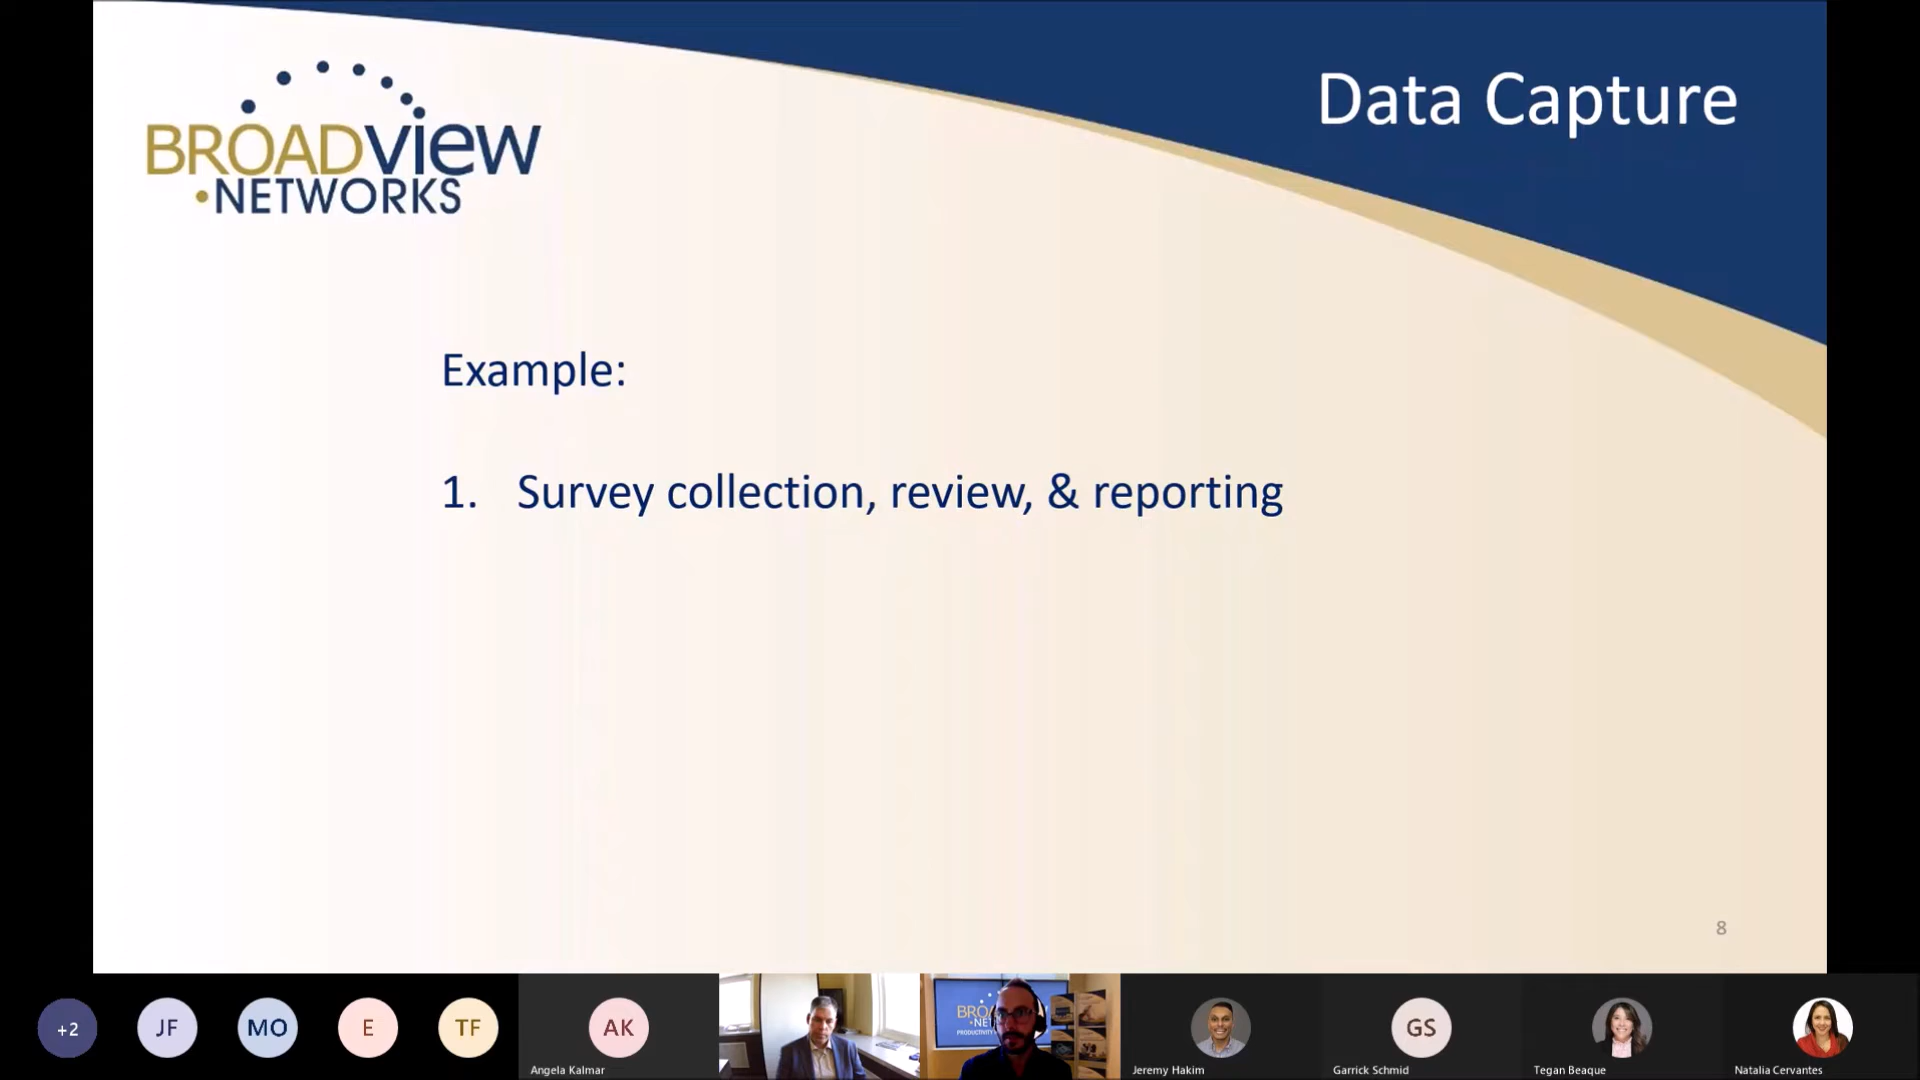 Data Capture
BROADVIEW
NETWORKS
Example:
1. Survey collection, review, & reporting
8
+2
JF
MO
E
TF
AK
GS
Angela Kalmar
Jeremy Hakim
Garrick Schmid
Tegan Beaque
Natalia Cervantes